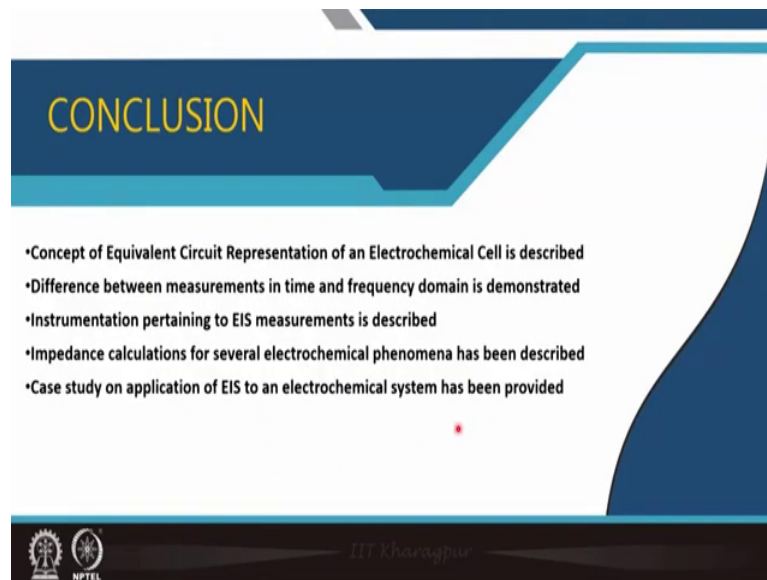 CONCLUSION
•Concept of Equivalent Circuit Representation of an Electrochemical Cell is described
•Difference between measurements in time and frequency domain is demonstrated
•Instrumentation pertaining to EIS measurements is described
•Impedance calculations for several electrochemical phenomena has been described
•Case study on application of EIS to an electrochemical system has been provided
IIT Kharagpur
NPTEL